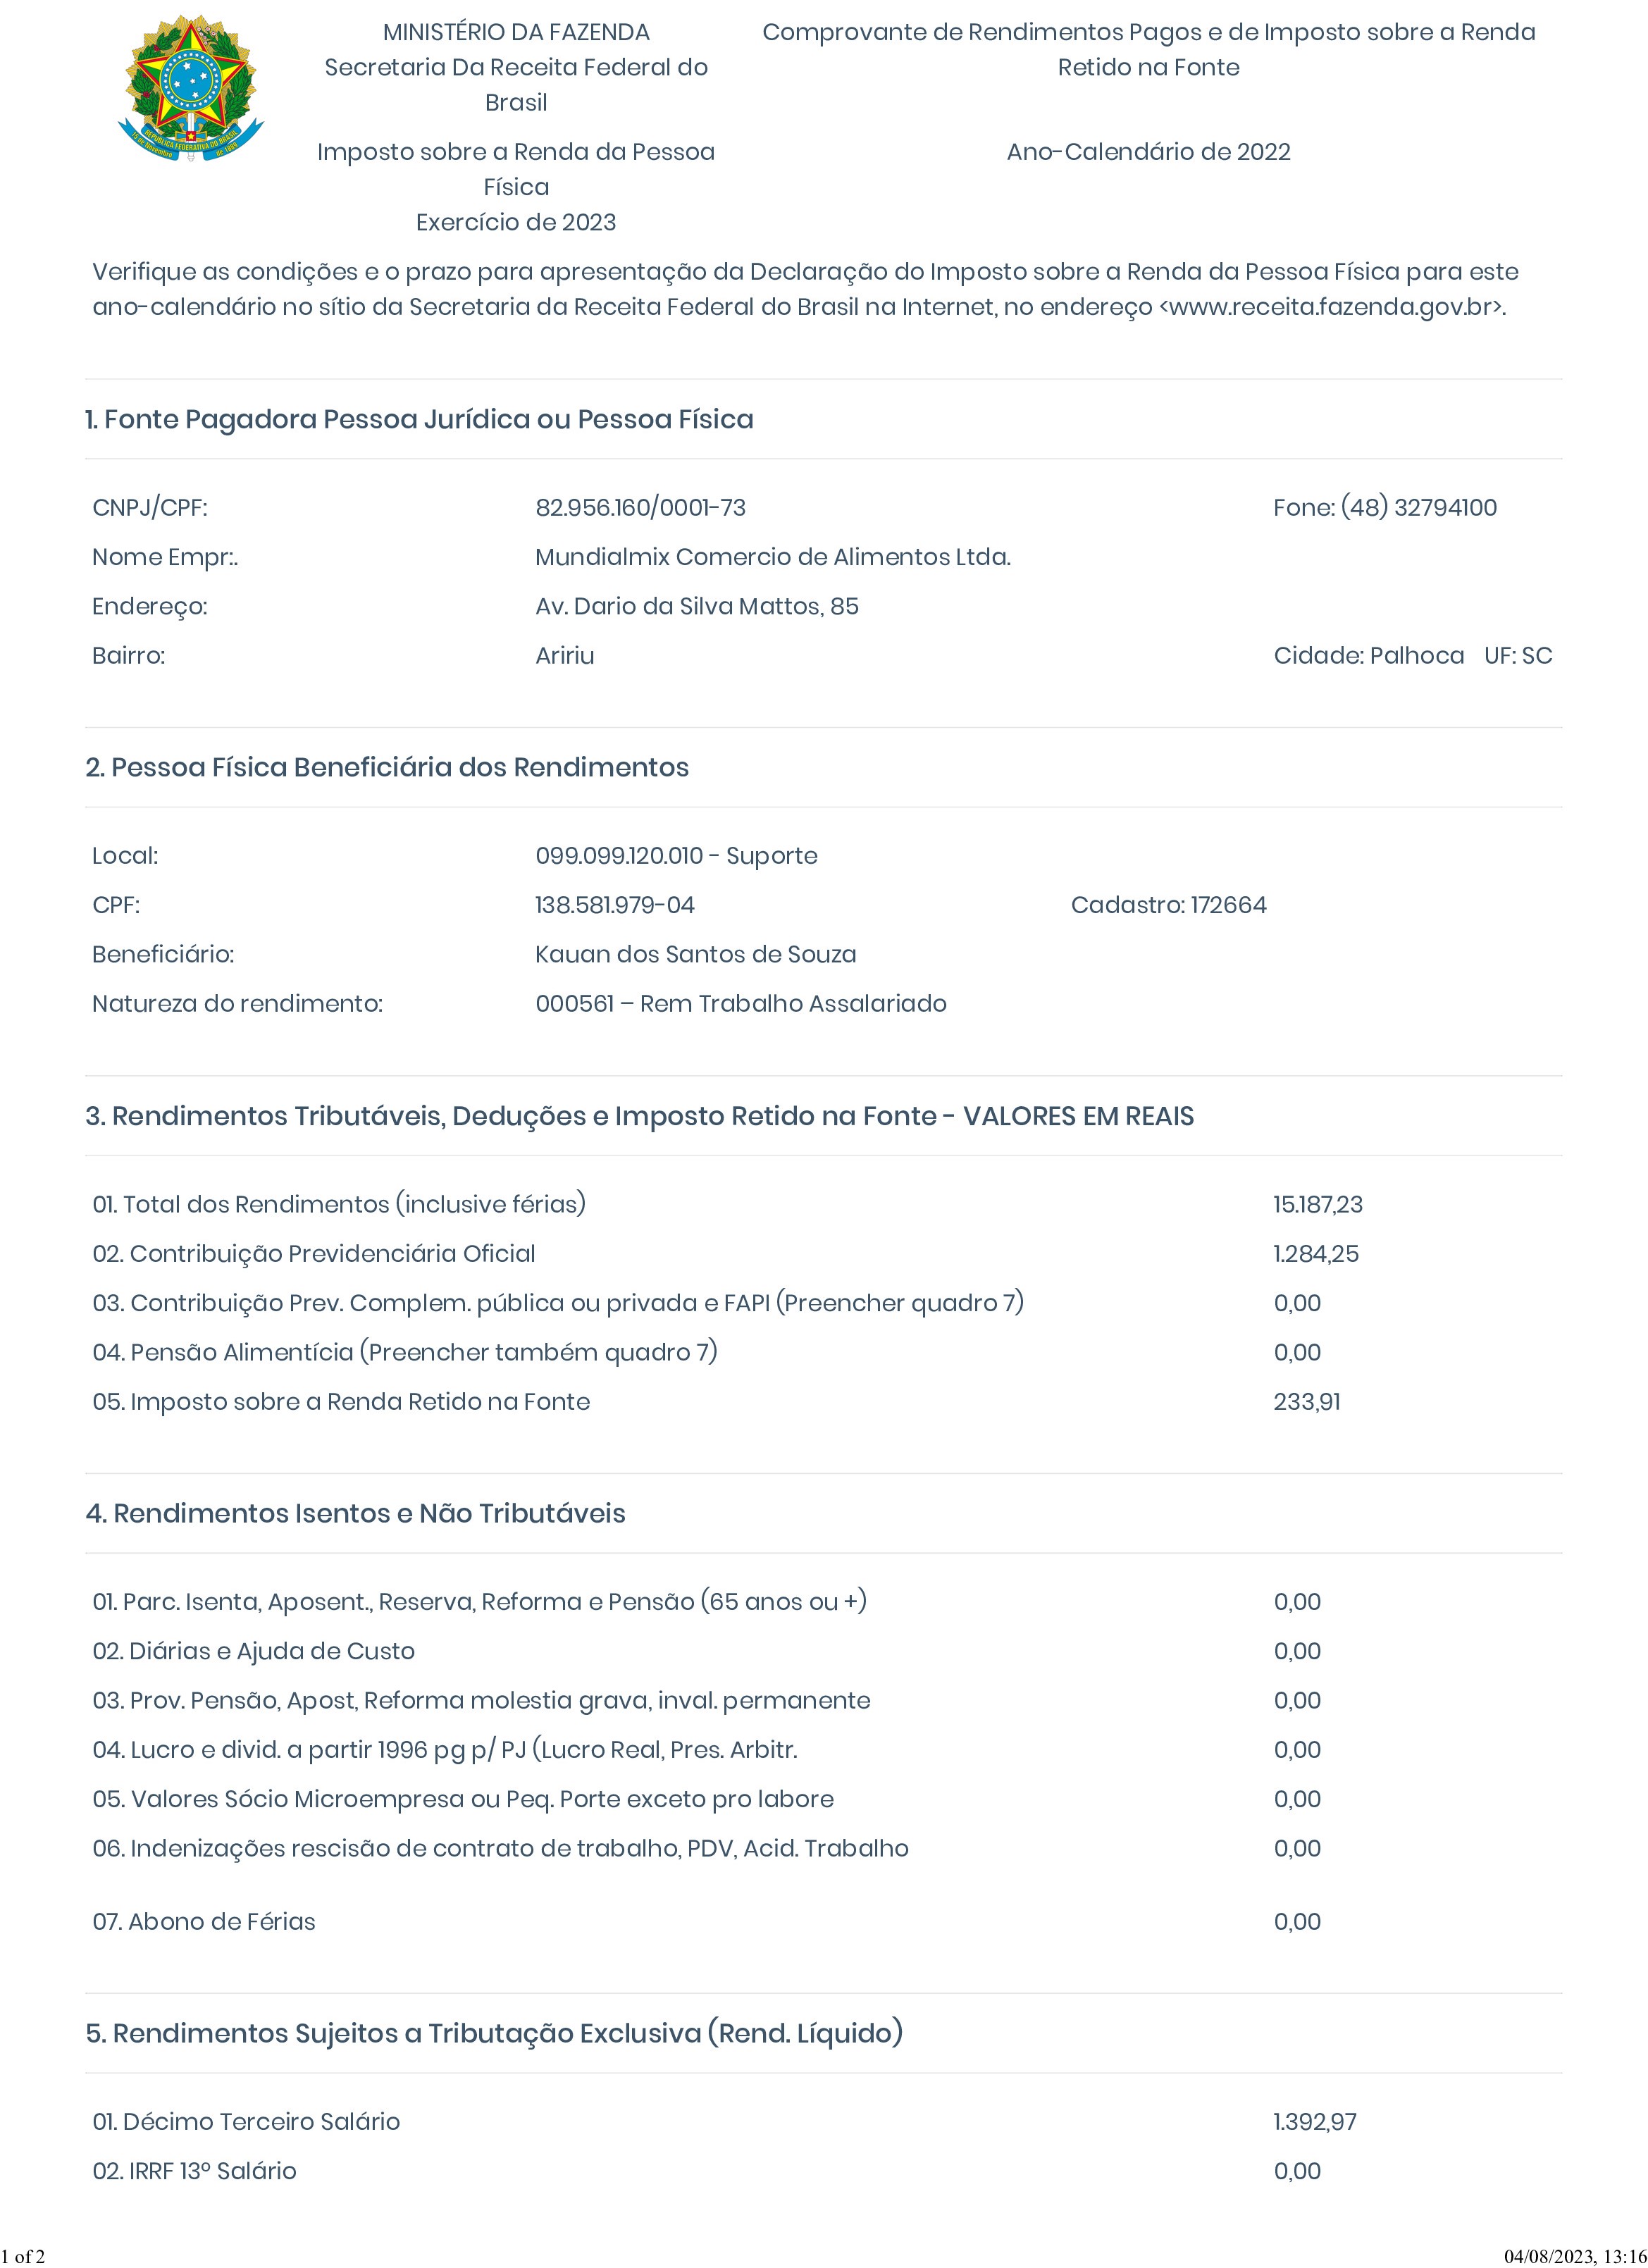 MINISTÉRIO DA FAZENDA
Secretaria Da Receita Federal do
Brasil
Comprovante de Rendimentos Pagos e de Imposto sobre a Renda
Retido na Fonte
Imposto sobre a Renda da Pessoa
Física
Exercício de 2023
Ano-Calendário de 2022
REPÚBLICA FEDERATIVA DO BRASIL
15 de Novembro de 1889
Verifique as condições e o prazo para apresentação da Declaração do Imposto sobre a Renda da Pessoa Física para este
ano-calendário no sítio da Secretaria da Receita Federal do Brasil na Internet, no endereço <www.receita.fazenda.gov.br>.
1. Fonte Pagadora Pessoa Jurídica ou Pessoa Física
CNPJ/CPF: 82.956.160/0001-73 Fone: (48) 32794100
Nome Empr:. Mundialmix Comercio de Alimentos Ltda.
Endereço: Av. Dario da Silva Mattos, 85
Bairro: Aririu Cidade: Palhoca UF: SC
2. Pessoa Física Beneficiária dos Rendimentos
Local: 099.099.120.010 - Suporte
CPF: 138.581.979-04 Cadastro: 172664
Beneficiário: Kauan dos Santos de Souza
Natureza do rendimento: 000561 – Rem Trabalho Assalariado
3. Rendimentos Tributáveis, Deduções e Imposto Retido na Fonte - VALORES EM REAIS
01. Total dos Rendimentos (inclusive férias) 15.187,23
02. Contribuição Previdenciária Oficial 1.284,25
03. Contribuição Prev. Complem. pública ou privada e FAPI (Preencher quadro 7) 0,00
04. Pensão Alimentícia (Preencher também quadro 7) 0,00
05. Imposto sobre a Renda Retido na Fonte 233,91
4. Rendimentos Isentos e Não Tributáveis
01. Parc. Isenta, Aposent., Reserva, Reforma e Pensão (65 anos ou +) 0,00
02. Diárias e Ajuda de Custo 0,00
03. Prov. Pensão, Apost, Reforma molestia grava, inval. permanente 0,00
04. Lucro e divid. a partir 1996 pg p/ PJ (Lucro Real, Pres. Arbitr. 0,00
05. Valores Sócio Microempresa ou Peq. Porte exceto pro labore 0,00
06. Indenizações rescisão de contrato de trabalho, PDV, Acid. Trabalho 0,00
07. Abono de Férias 0,00
5. Rendimentos Sujeitos a Tributação Exclusiva (Rend. Líquido)
01. Décimo Terceiro Salário 1.392,97
02. IRRF 13º Salário 0,00
1 of 2 04/08/2023, 13:16